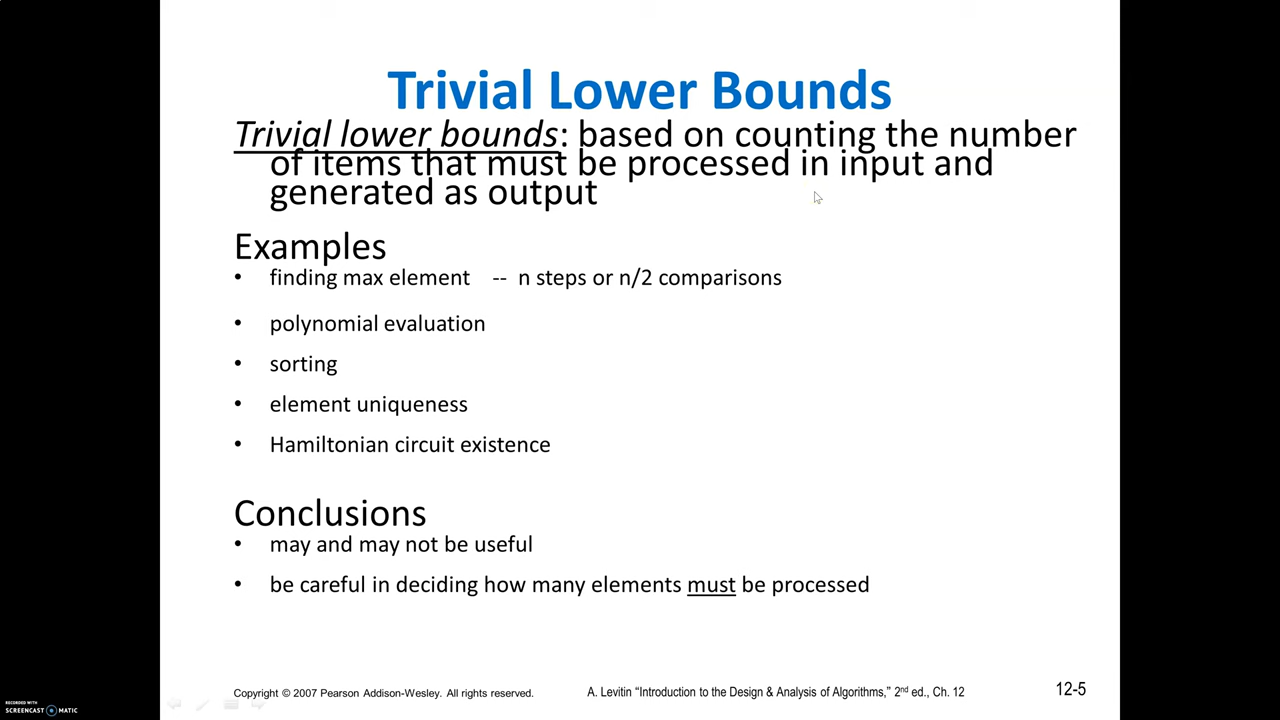 Trivial Lower Bounds
Trivial lower bounds: based on counting the number
of items that must be processed in input and
generated as output
Examples
• finding max element -- n steps or n/2 comparisons
• polynomial evaluation
• sorting
• element uniqueness
• Hamiltonian circuit existence
Conclusions
• may and may not be useful
• be careful in deciding how many elements must be processed
Copyright © 2007 Pearson Addison-Wesley. All rights reserved.
A. Levitin “Introduction to the Design & Analysis of Algorithms,” 2nd ed., Ch. 12
12-5
RECORDED WITH
SCREENCAST MATIC